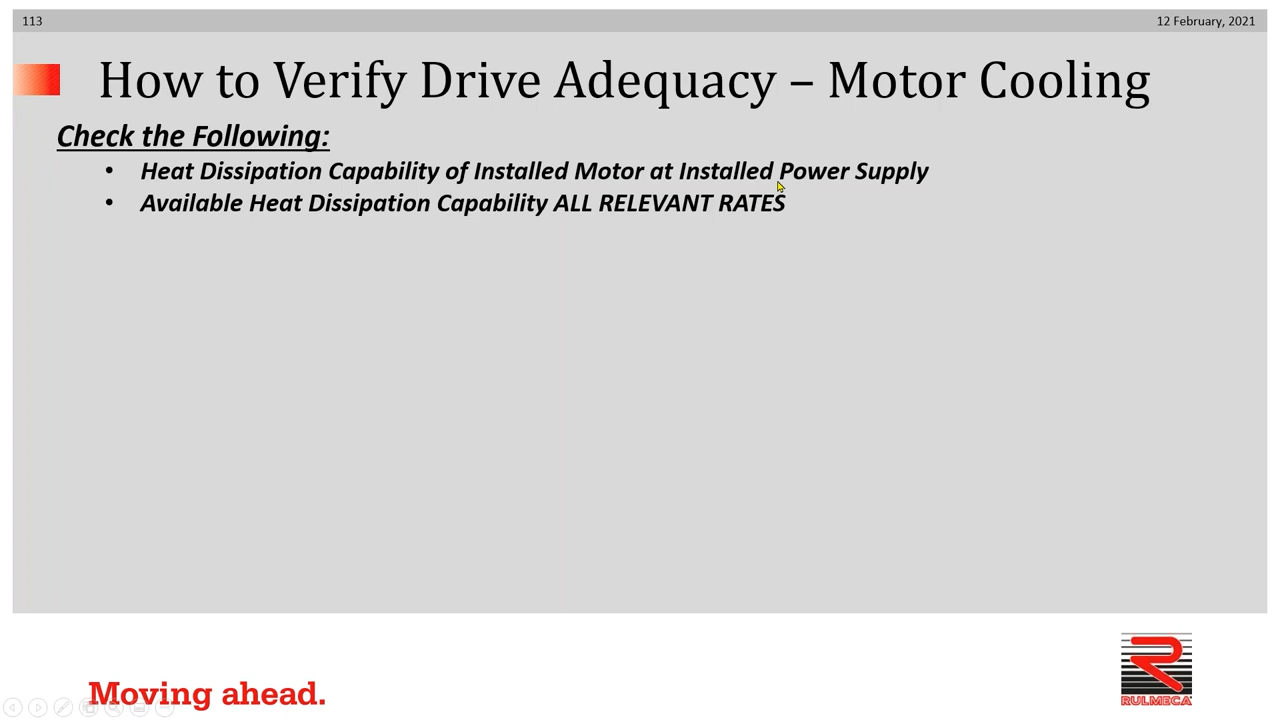 113
12 February, 2021
How to Verify Drive Adequacy – Motor Cooling
Check the Following:
• Heat Dissipation Capability of Installed Motor at Installed Power Supply
• Available Heat Dissipation Capability ALL RELEVANT RATES
Moving ahead.
RULMECA